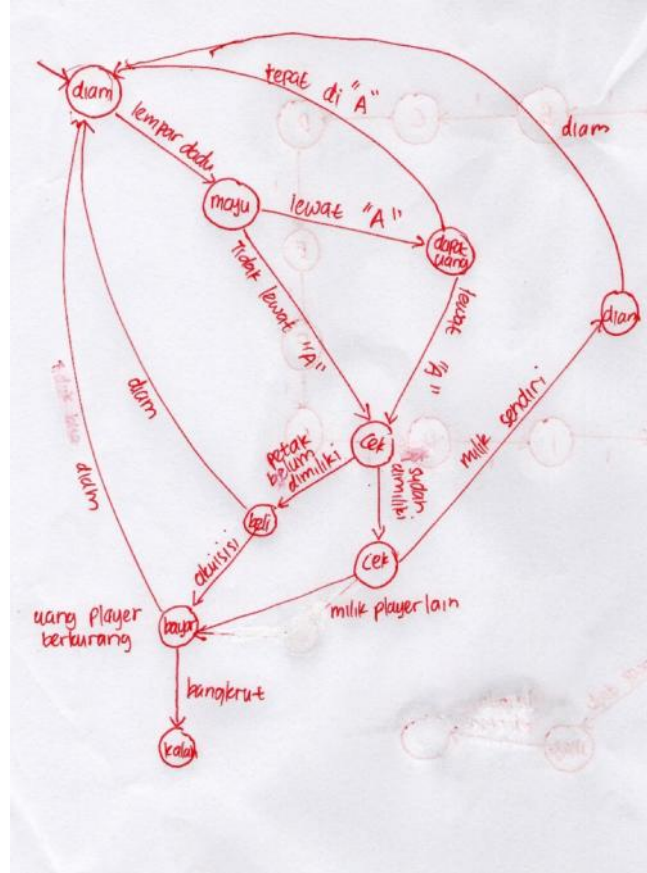 diam
tepat di "A"
diam
lempar dadu
maju
lewat "A"
dapat
uang
Tidak lewat "A"
lewat "A"
diam
diam
milik sendiri
cek
petak
belum
dimiliki
sudah
dimiliki
diam
beli
akuisisi
cek
milik player lain
uang player
berkurang
bayar
bangkrut
kalah